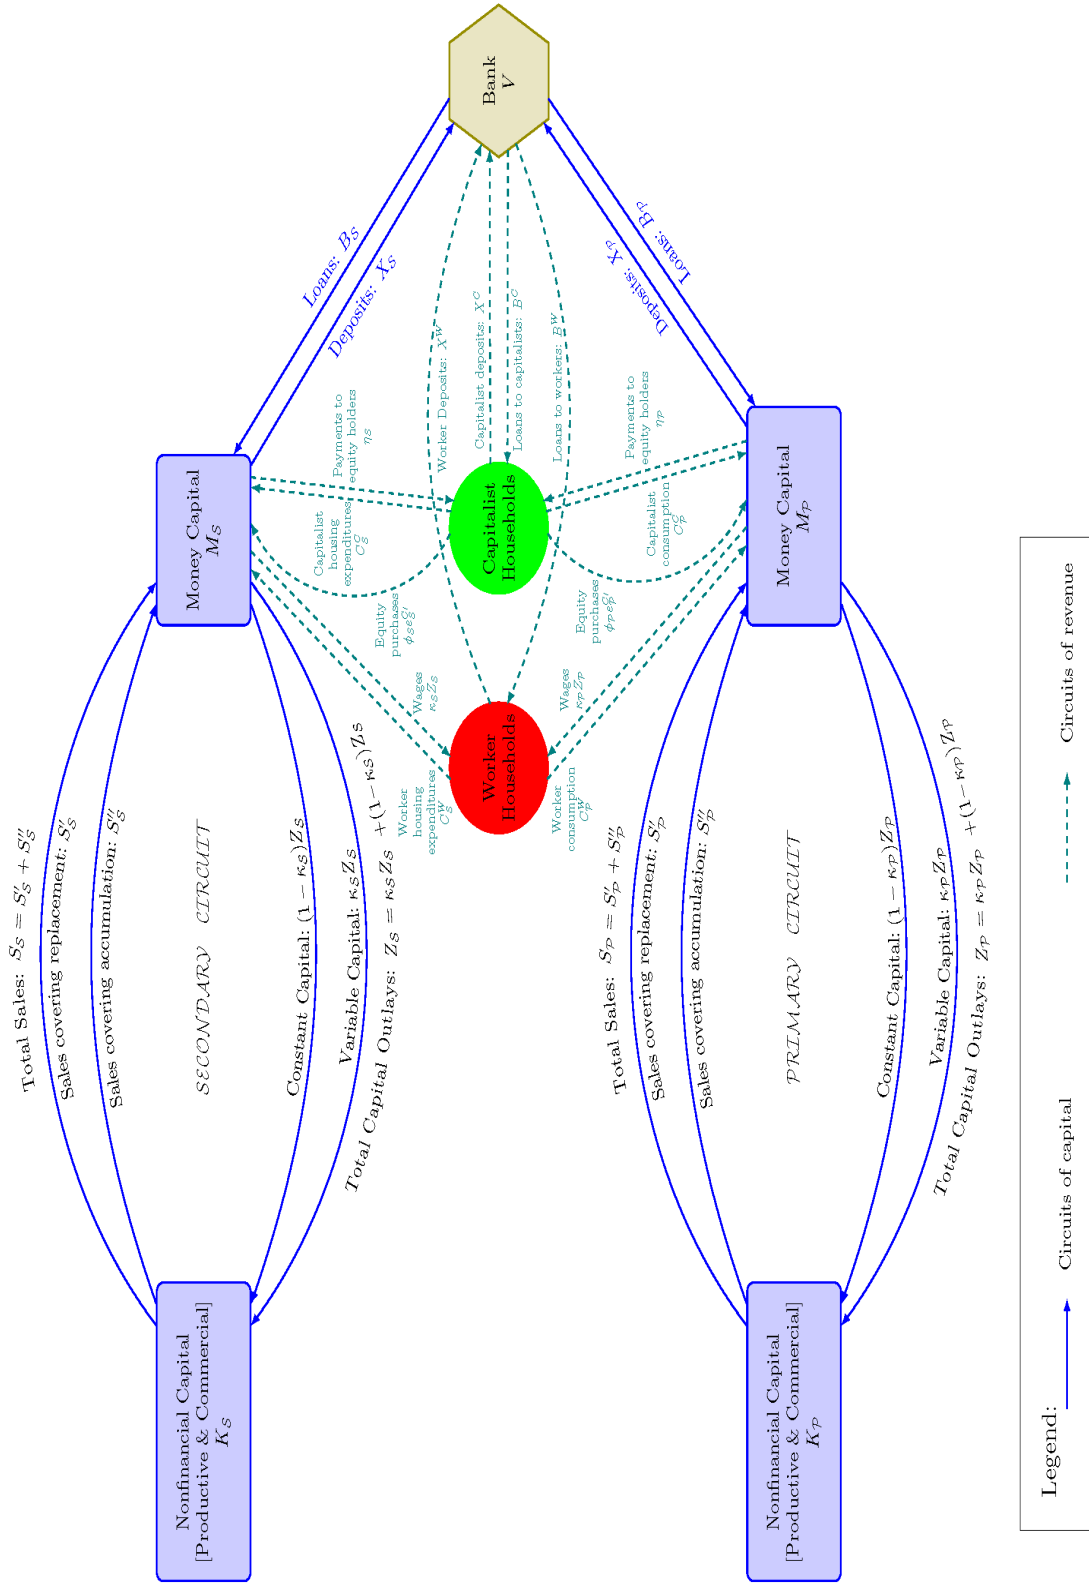 Total Sales: S_S = S'_S + S''_S
Sales covering replacement: S'_S
Sales covering accumulation: S''_S
SECONDARY CIRCUIT
Constant Capital: (1 − κ_S)Z_S
Variable Capital: κ_S Z_S
Total Capital Outlays: Z_S = κ_S Z_S +(1−κ_S)Z_S
Nonfinancial Capital
[Productive & Commercial]
K_S
Money Capital
M_S
Loans: B_S
Deposits: X_S
Bank
V
Payments to
equity holders
η_S
Capitalist
housing
expenditures
C^C_S
Equity
purchases
ϕ_S e^{C'}_S
Wages
κ_S Z_S
Worker
housing
expenditures
C^W_S
Worker Deposits: X^W
Capitalist deposits: X^C
Loans to capitalists: B^C
Loans to workers: B^W
Capitalist
Households
Worker
Households
Payments to
equity holders
η_P
Capitalist
consumption
C^C_P
Equity
purchases
ϕ_P e^{C'}_P
Wages
κ_P Z_P
Worker
consumption
C^W_P
Deposits: X_P
Loans: B_P
Total Sales: S_P = S'_P + S''_P
Sales covering replacement: S'_P
Sales covering accumulation: S''_P
PRIMARY CIRCUIT
Constant Capital: (1 − κ_P)Z_P
Variable Capital: κ_P Z_P
Total Capital Outlays: Z_P = κ_P Z_P +(1−κ_P)Z_P
Nonfinancial Capital
[Productive & Commercial]
K_P
Money Capital
M_P
Legend:
Circuits of capital
Circuits of revenue